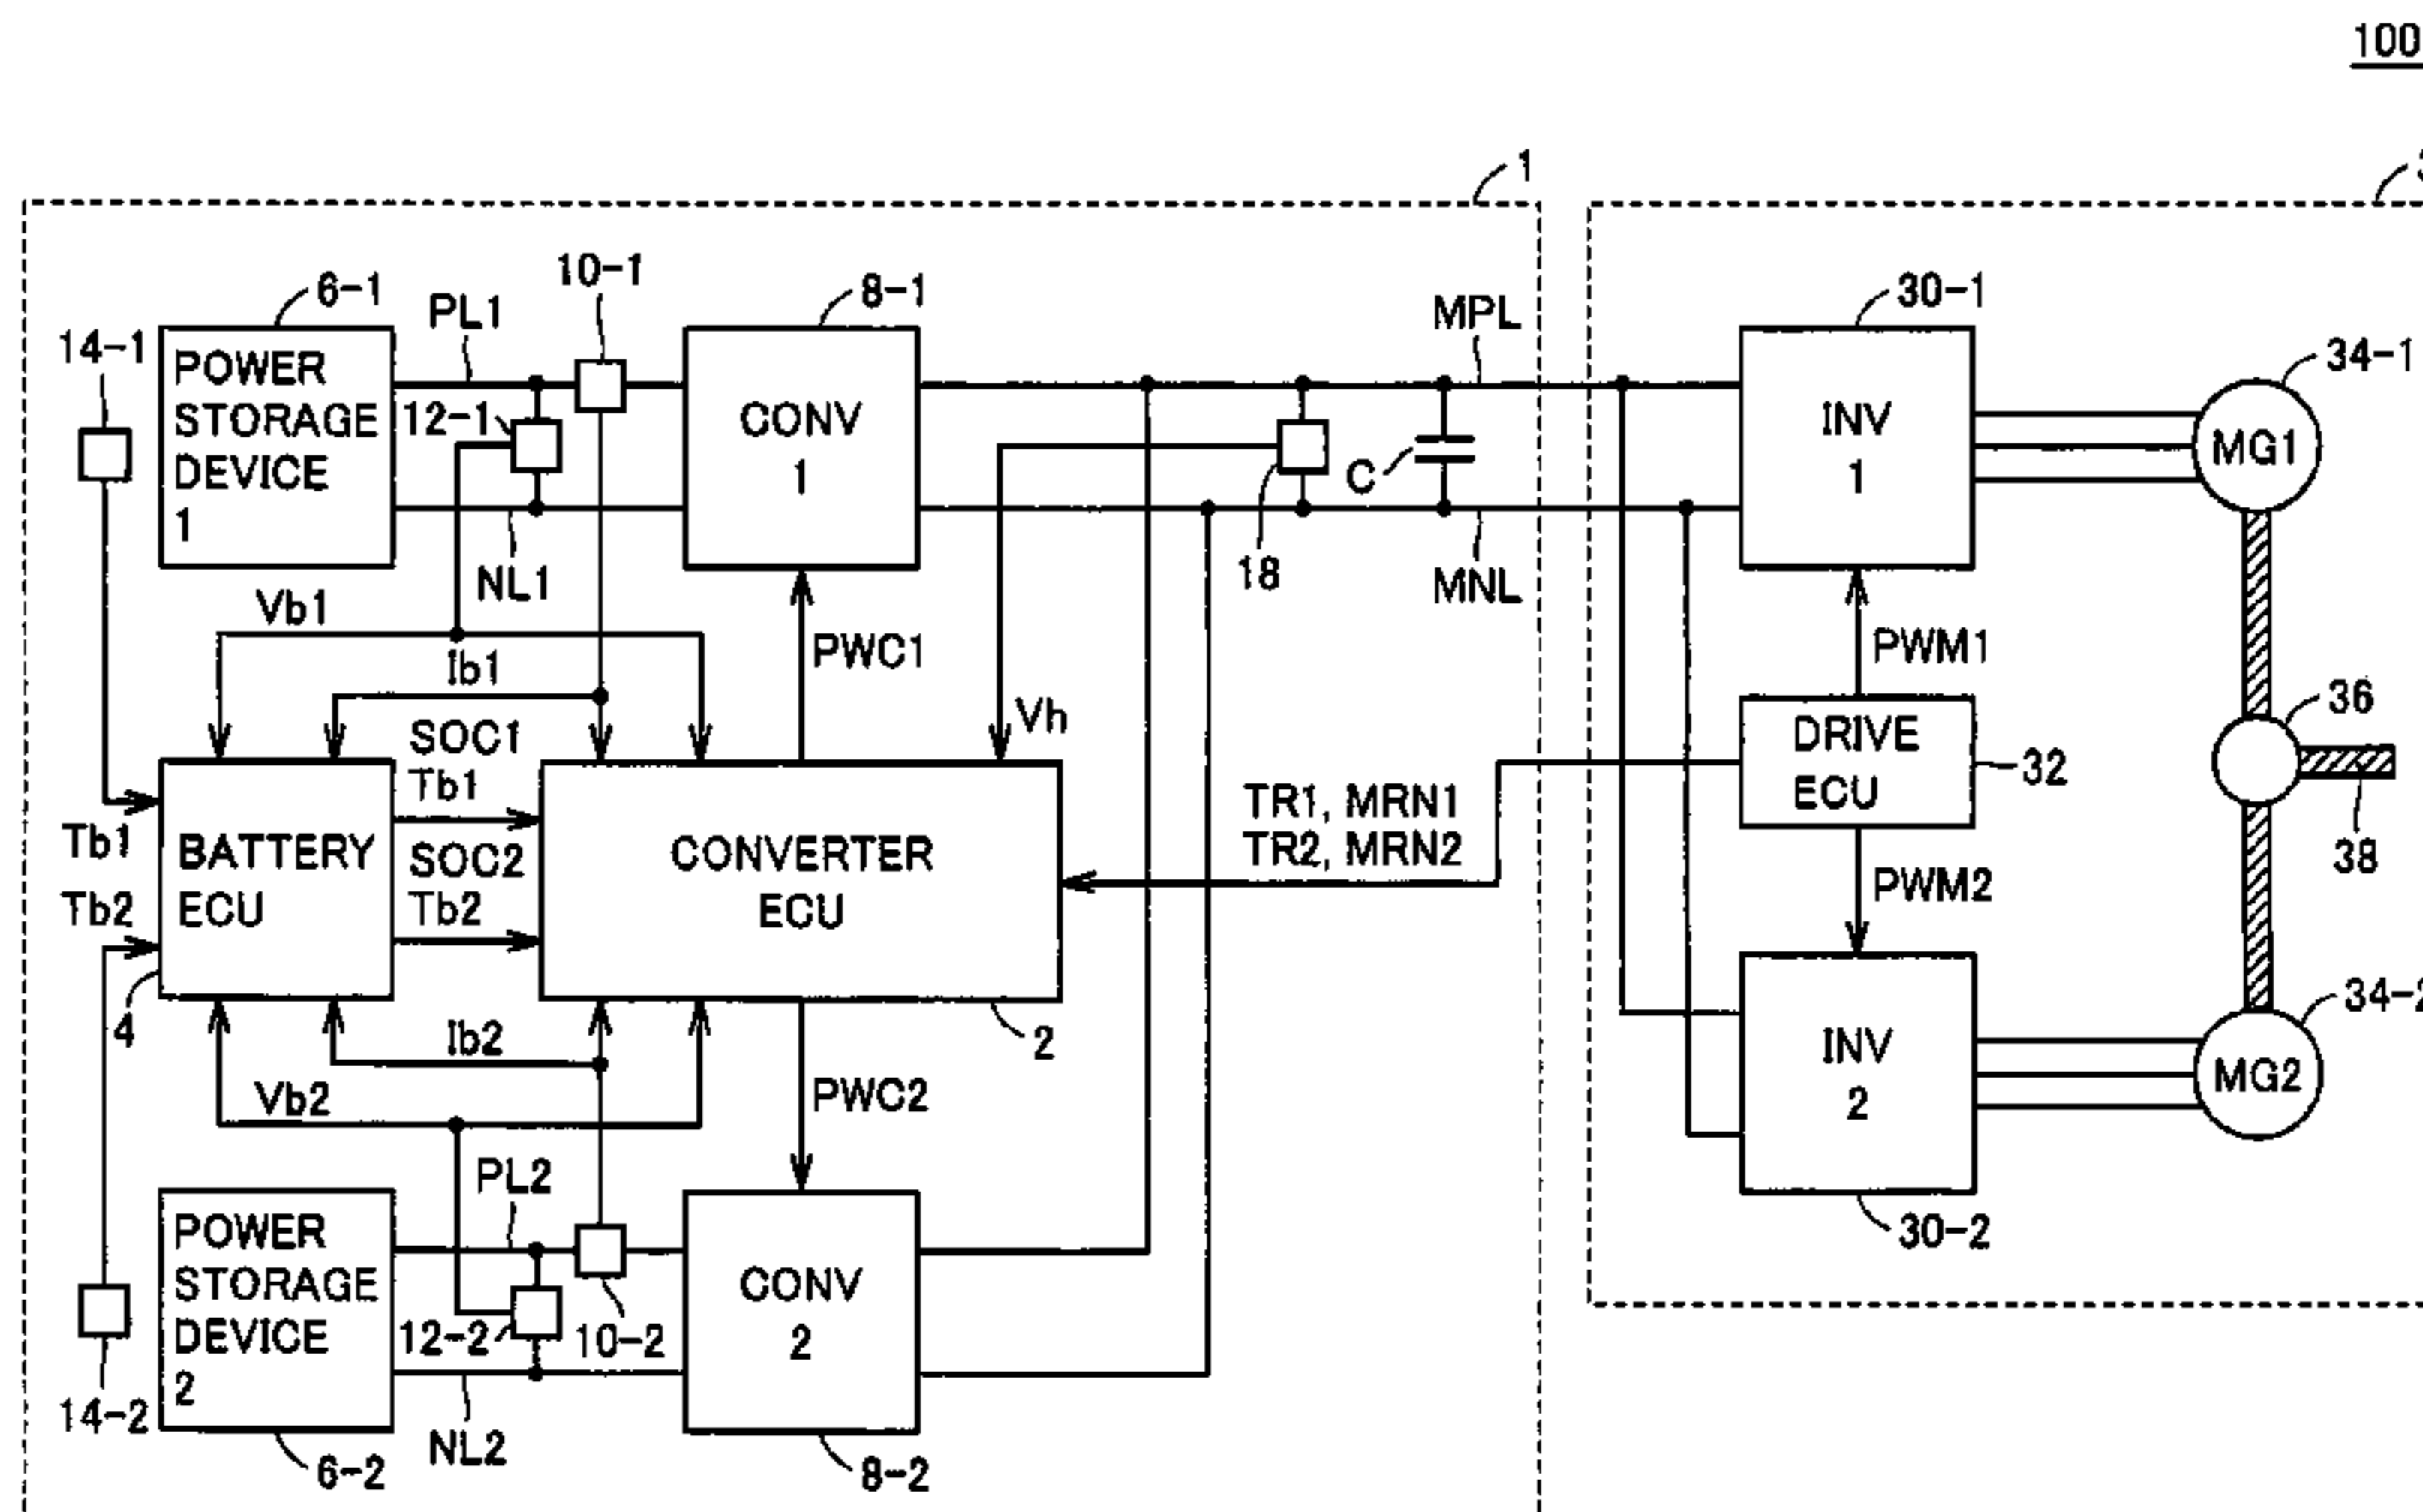 100
1
6-1
PL1
10-1
8-1
MPL
30-1
34-1
14-1
POWER
STORAGE
DEVICE
1
12-1
CONV
1
C
18
INV
1
MG1
NL1
MNL
Vb1
Ib1
PWC1
Vh
PWM1
36
SOC1
Tb1
DRIVE
ECU
32
38
Tb1
Tb2
BATTERY
ECU
SOC2
Tb2
CONVERTER
ECU
TR1, MRN1
TR2, MRN2
PWM2
4
Ib2
2
Vb2
PWC2
INV
2
34-2
MG2
30-2
PL2
POWER
STORAGE
DEVICE
2
12-2
10-2
CONV
2
14-2
NL2
6-2
8-2